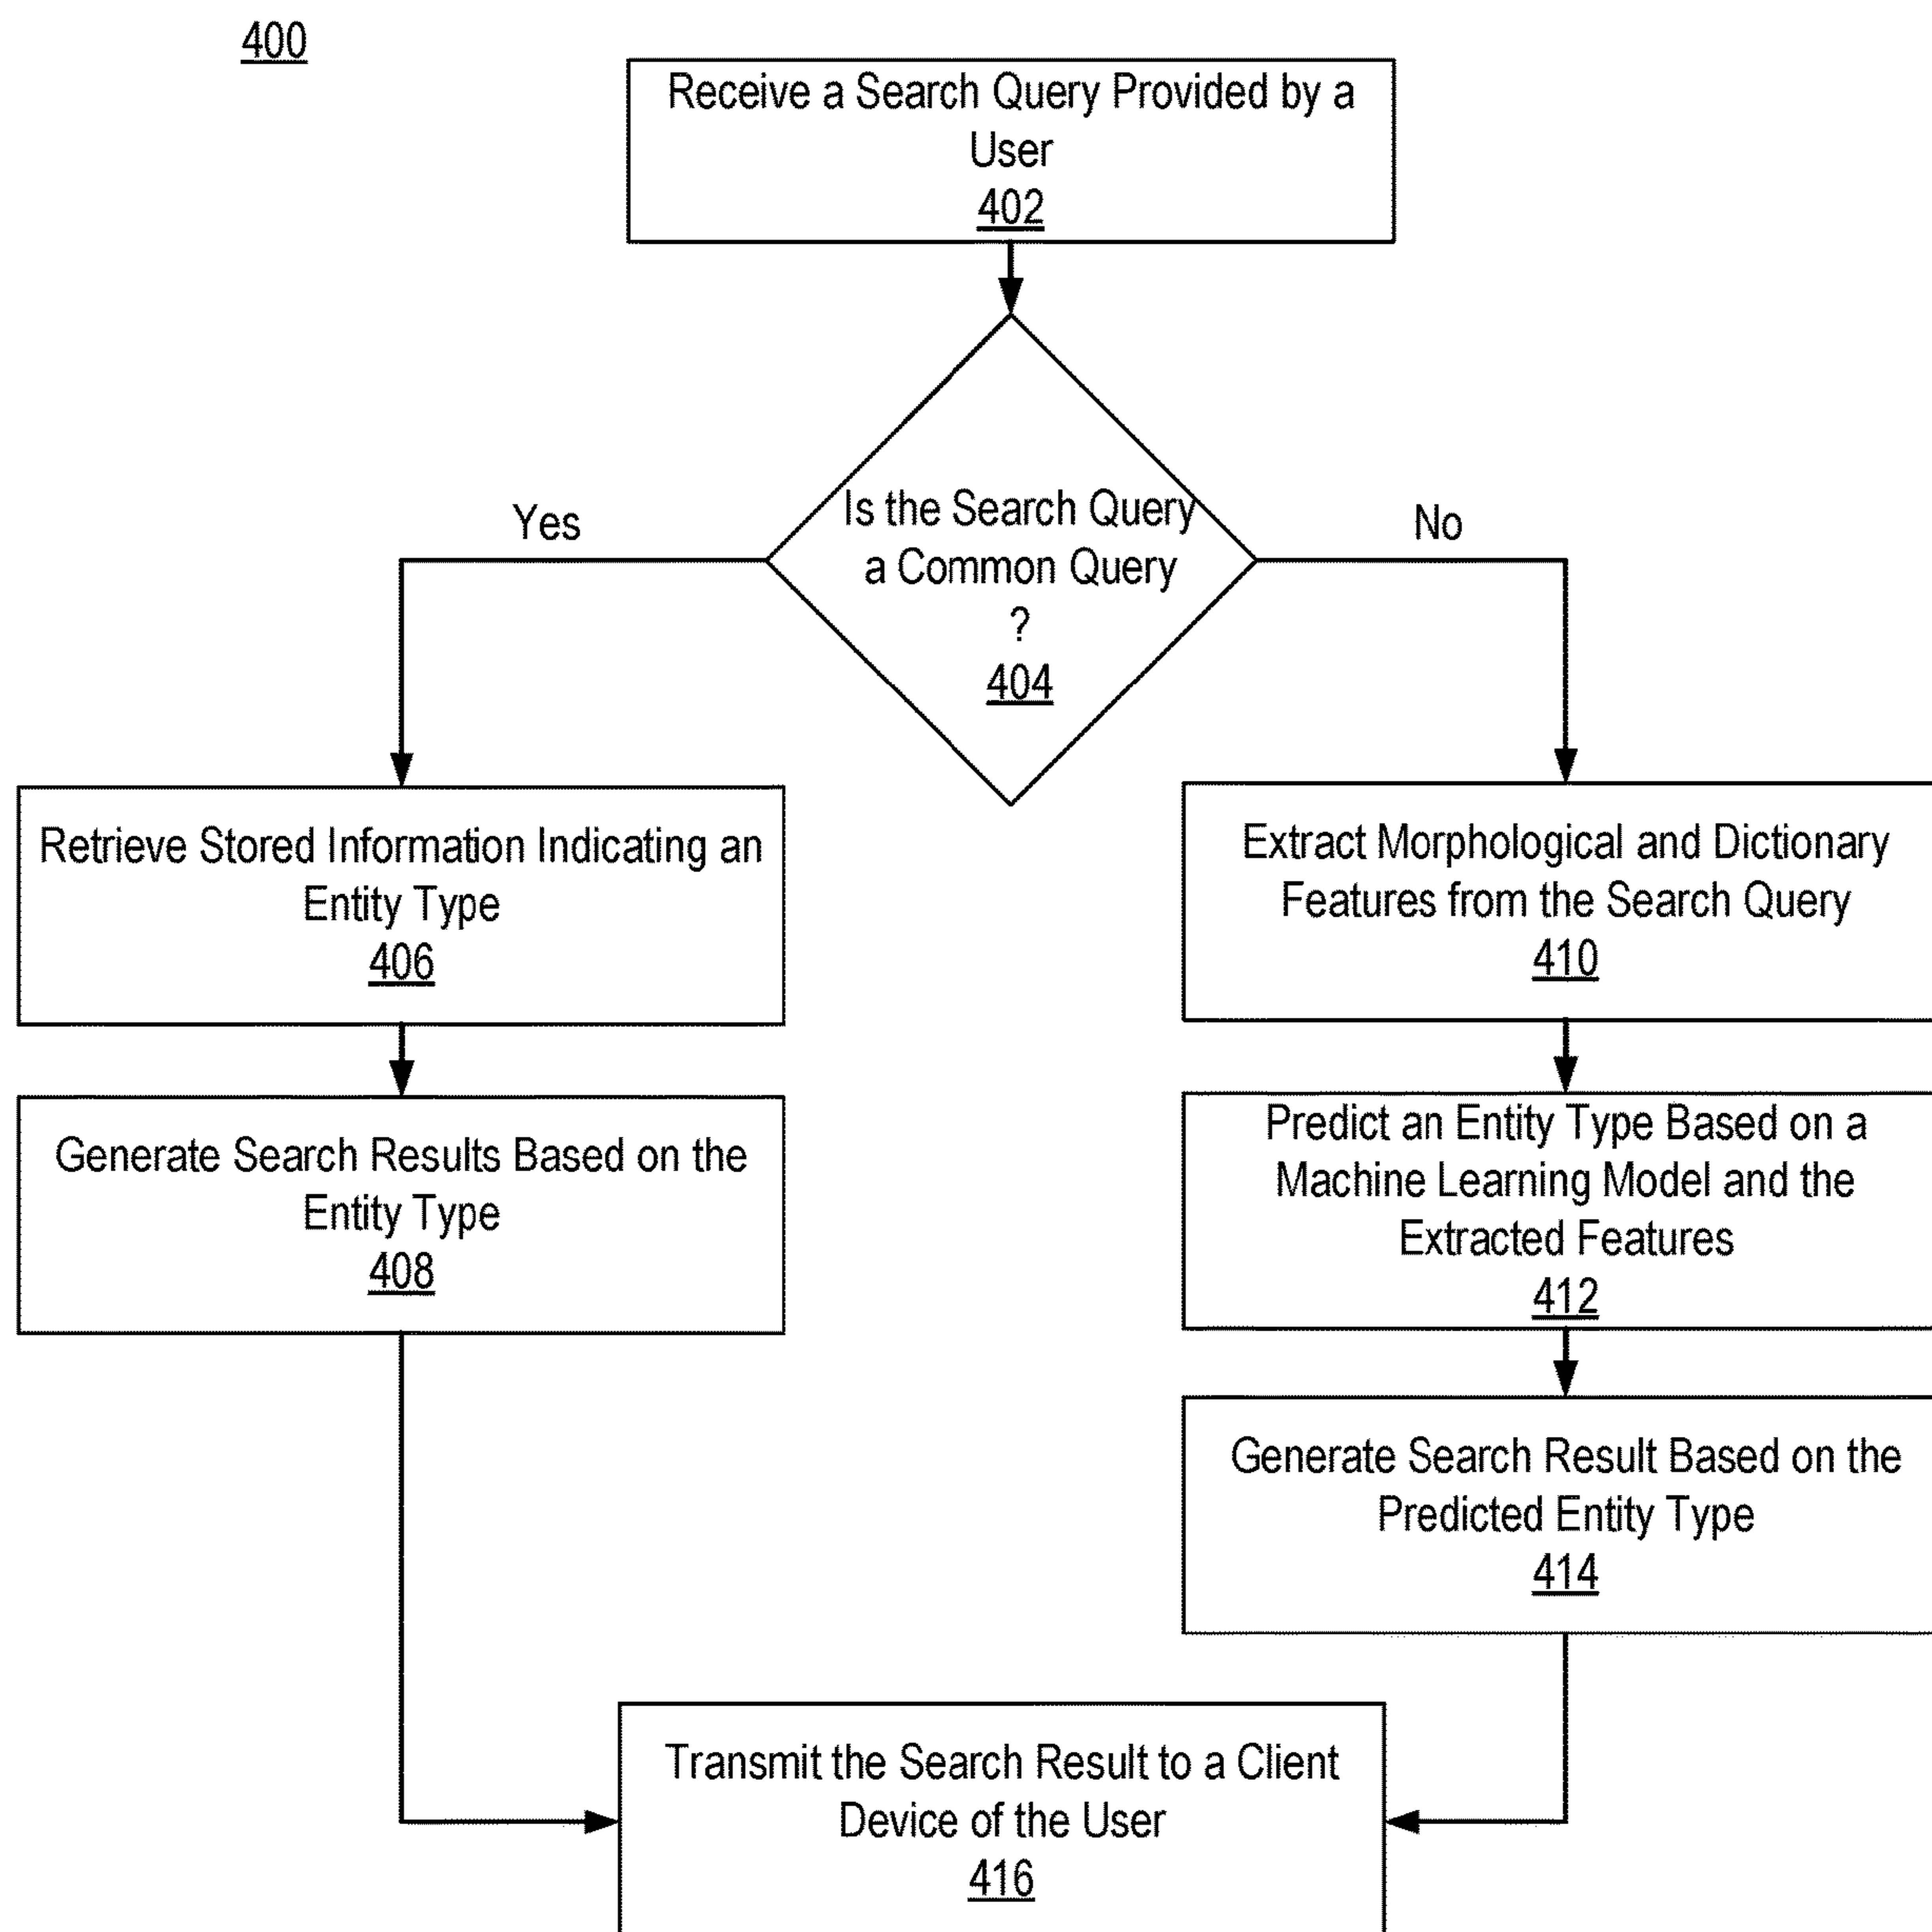 400
Receive a Search Query Provided by a
User
402
Is the Search Query
a Common Query
?
404
Yes
No
Retrieve Stored Information Indicating an
Entity Type
406
Generate Search Results Based on the
Entity Type
408
Extract Morphological and Dictionary
Features from the Search Query
410
Predict an Entity Type Based on a
Machine Learning Model and the
Extracted Features
412
Generate Search Result Based on the
Predicted Entity Type
414
Transmit the Search Result to a Client
Device of the User
416